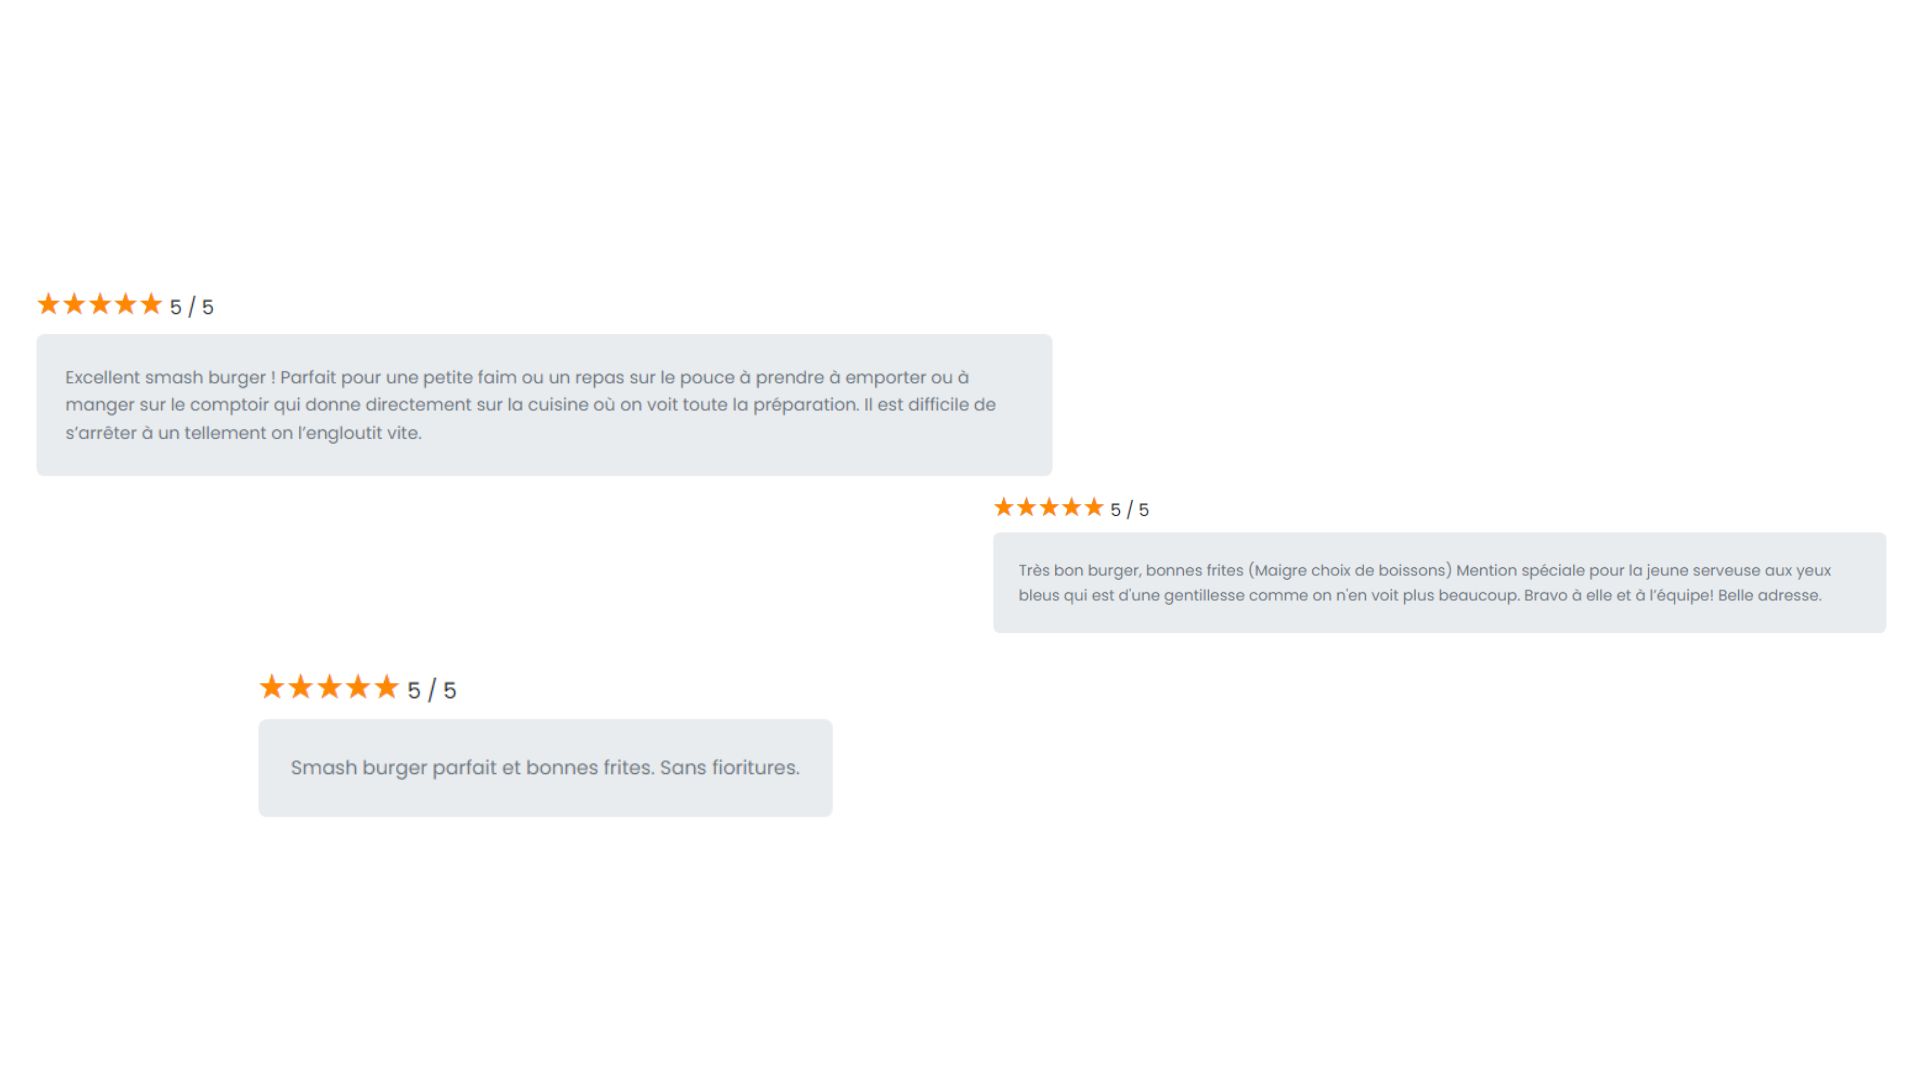 ★★★★★ 5 / 5
Excellent smash burger ! Parfait pour une petite faim ou un repas sur le pouce à prendre à emporter ou à
manger sur le comptoir qui donne directement sur la cuisine où on voit toute la préparation. Il est difficile de
s’arrêter à un tellement on l’engloutit vite.
★★★★★ 5 / 5
Très bon burger, bonnes frites (Maigre choix de boissons) Mention spéciale pour la jeune serveuse aux yeux
bleus qui est d'une gentillesse comme on n'en voit plus beaucoup. Bravo à elle et à l’équipe! Belle adresse.
★★★★★ 5 / 5
Smash burger parfait et bonnes frites. Sans fioritures.